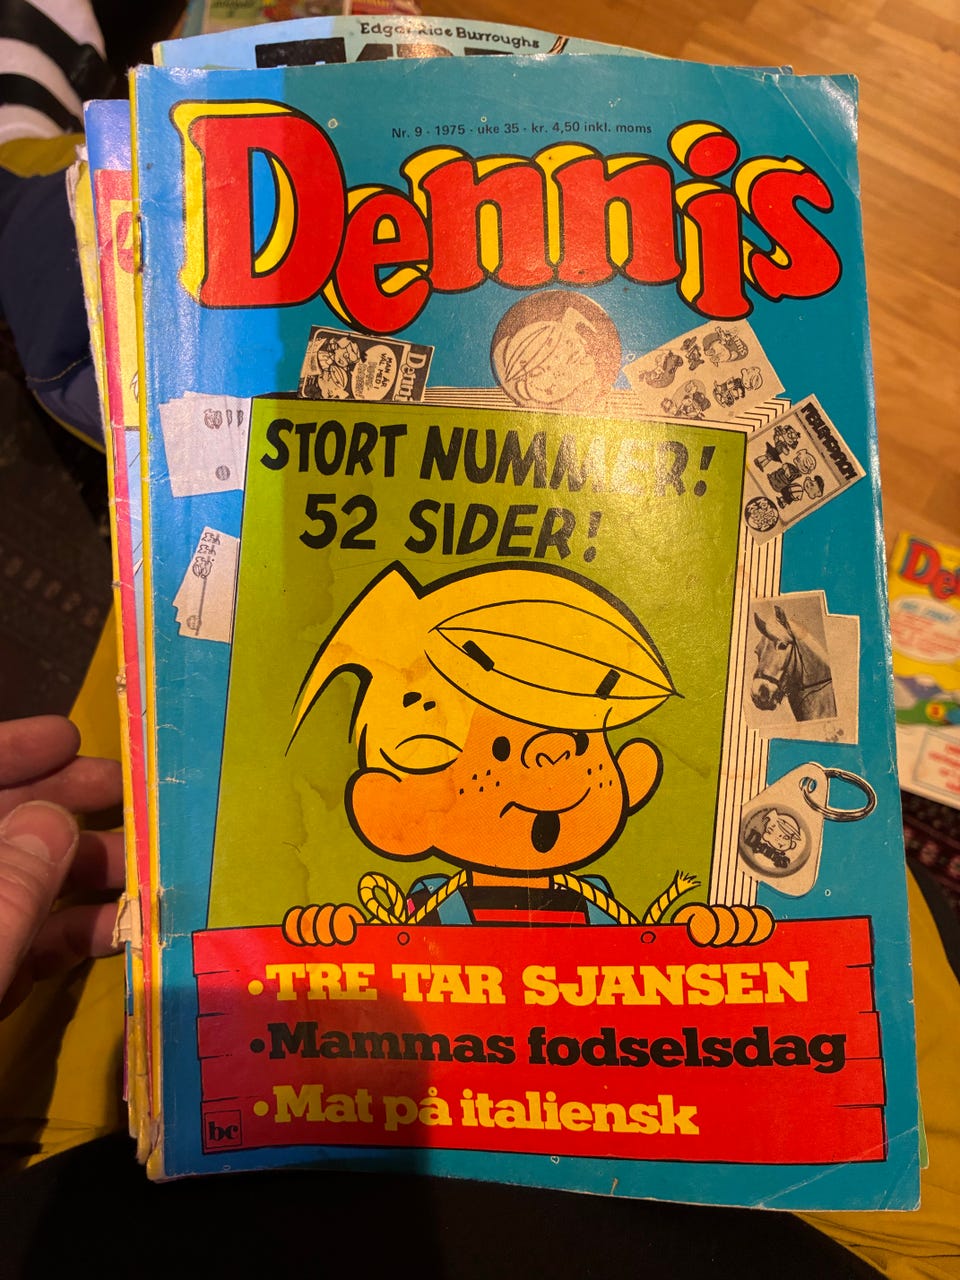 Edgar Rice Burroughs
Nr. 9 · 1975 · uke 35 · kr. 4,50 inkl. moms
Dennis
STORT NUMMER!
52 SIDER!
• TRE TAR SJANSEN
• Mammas fødselsdag
• Mat på italiensk
bc